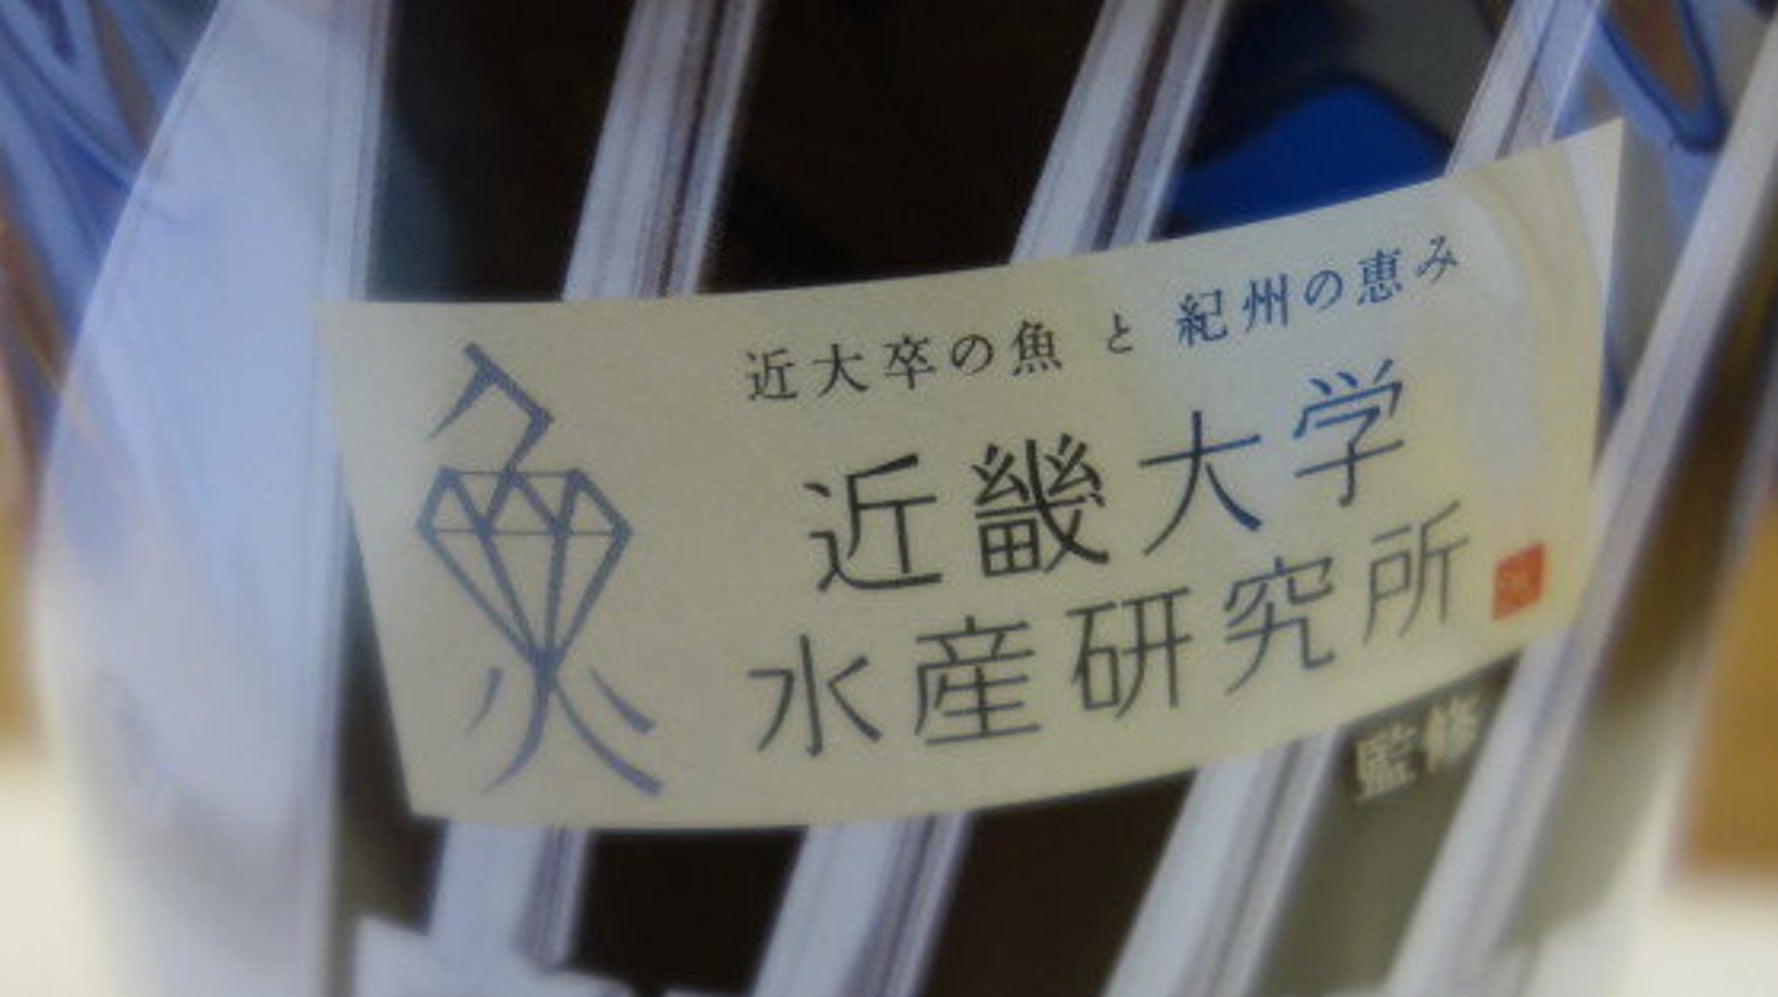 近大卒の魚と紀州の恵み
近畿大学
水産研究所
監修